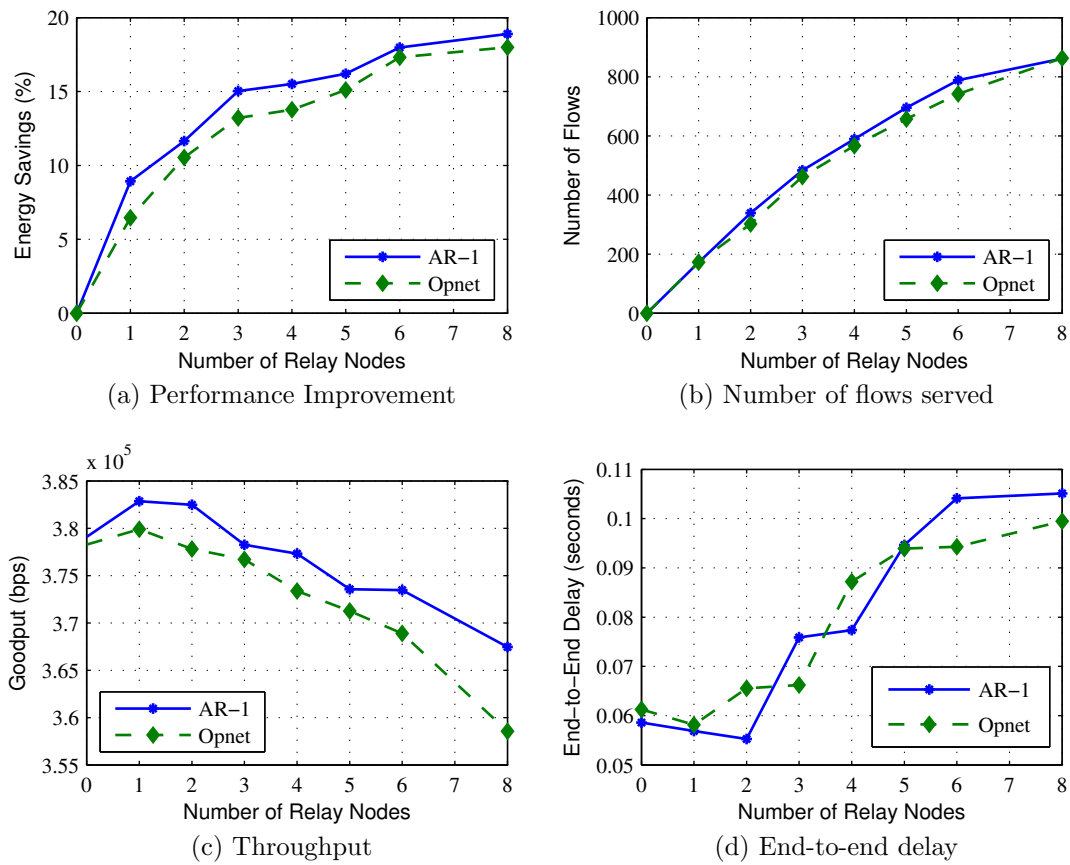 20
15
10
5
0
Energy Savings (%)
0 1 2 3 4 5 6 7 8
Number of Relay Nodes
AR−1
Opnet
(a) Performance Improvement
1000
800
600
400
200
0
Number of Flows
0 1 2 3 4 5 6 7 8
Number of Relay Nodes
AR−1
Opnet
(b) Number of flows served
x 10^5
3.85
3.8
3.75
3.7
3.65
3.6
3.55
Goodput (bps)
0 1 2 3 4 5 6 7 8
Number of Relay Nodes
AR−1
Opnet
(c) Throughput
0.11
0.1
0.09
0.08
0.07
0.06
0.05
End−to−End Delay (seconds)
0 1 2 3 4 5 6 7 8
Number of Relay Nodes
AR−1
Opnet
(d) End-to-end delay